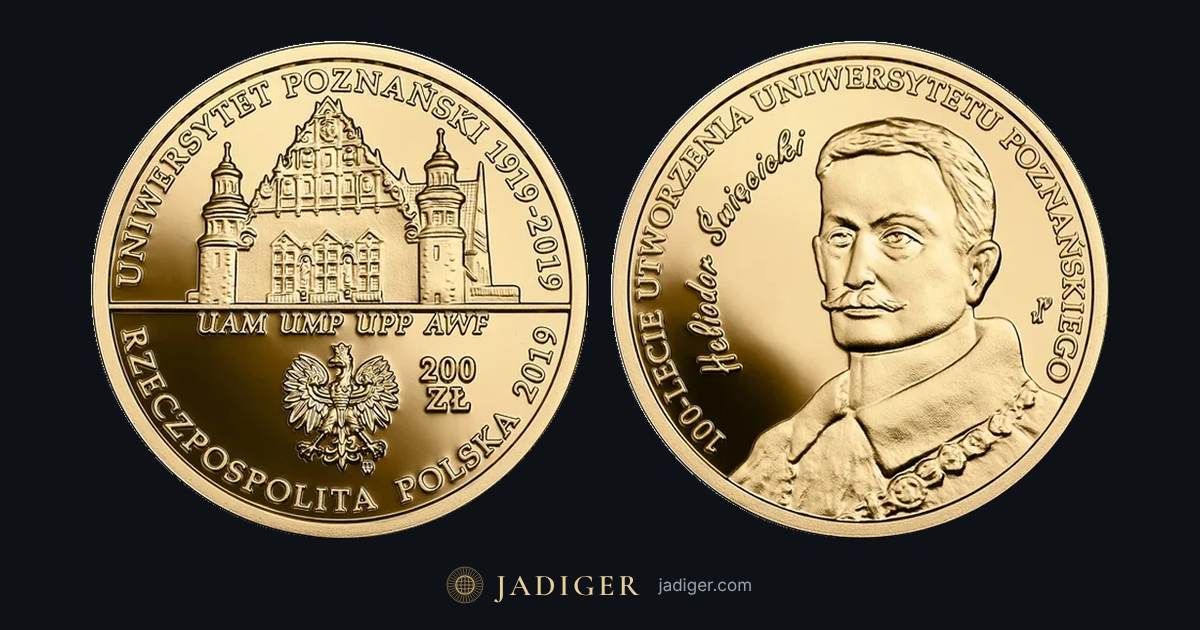 UNIWERSYTET POZNAŃSKI 1919-2019
UAM UMP UPP AWF
200
ZŁ
RZECZPOSPOLITA POLSKA 2019
100-LECIE UTWORZENIA UNIWERSYTETU POZNAŃSKIEGO
Heliodor Święcicki
JADIGER jadiger.com